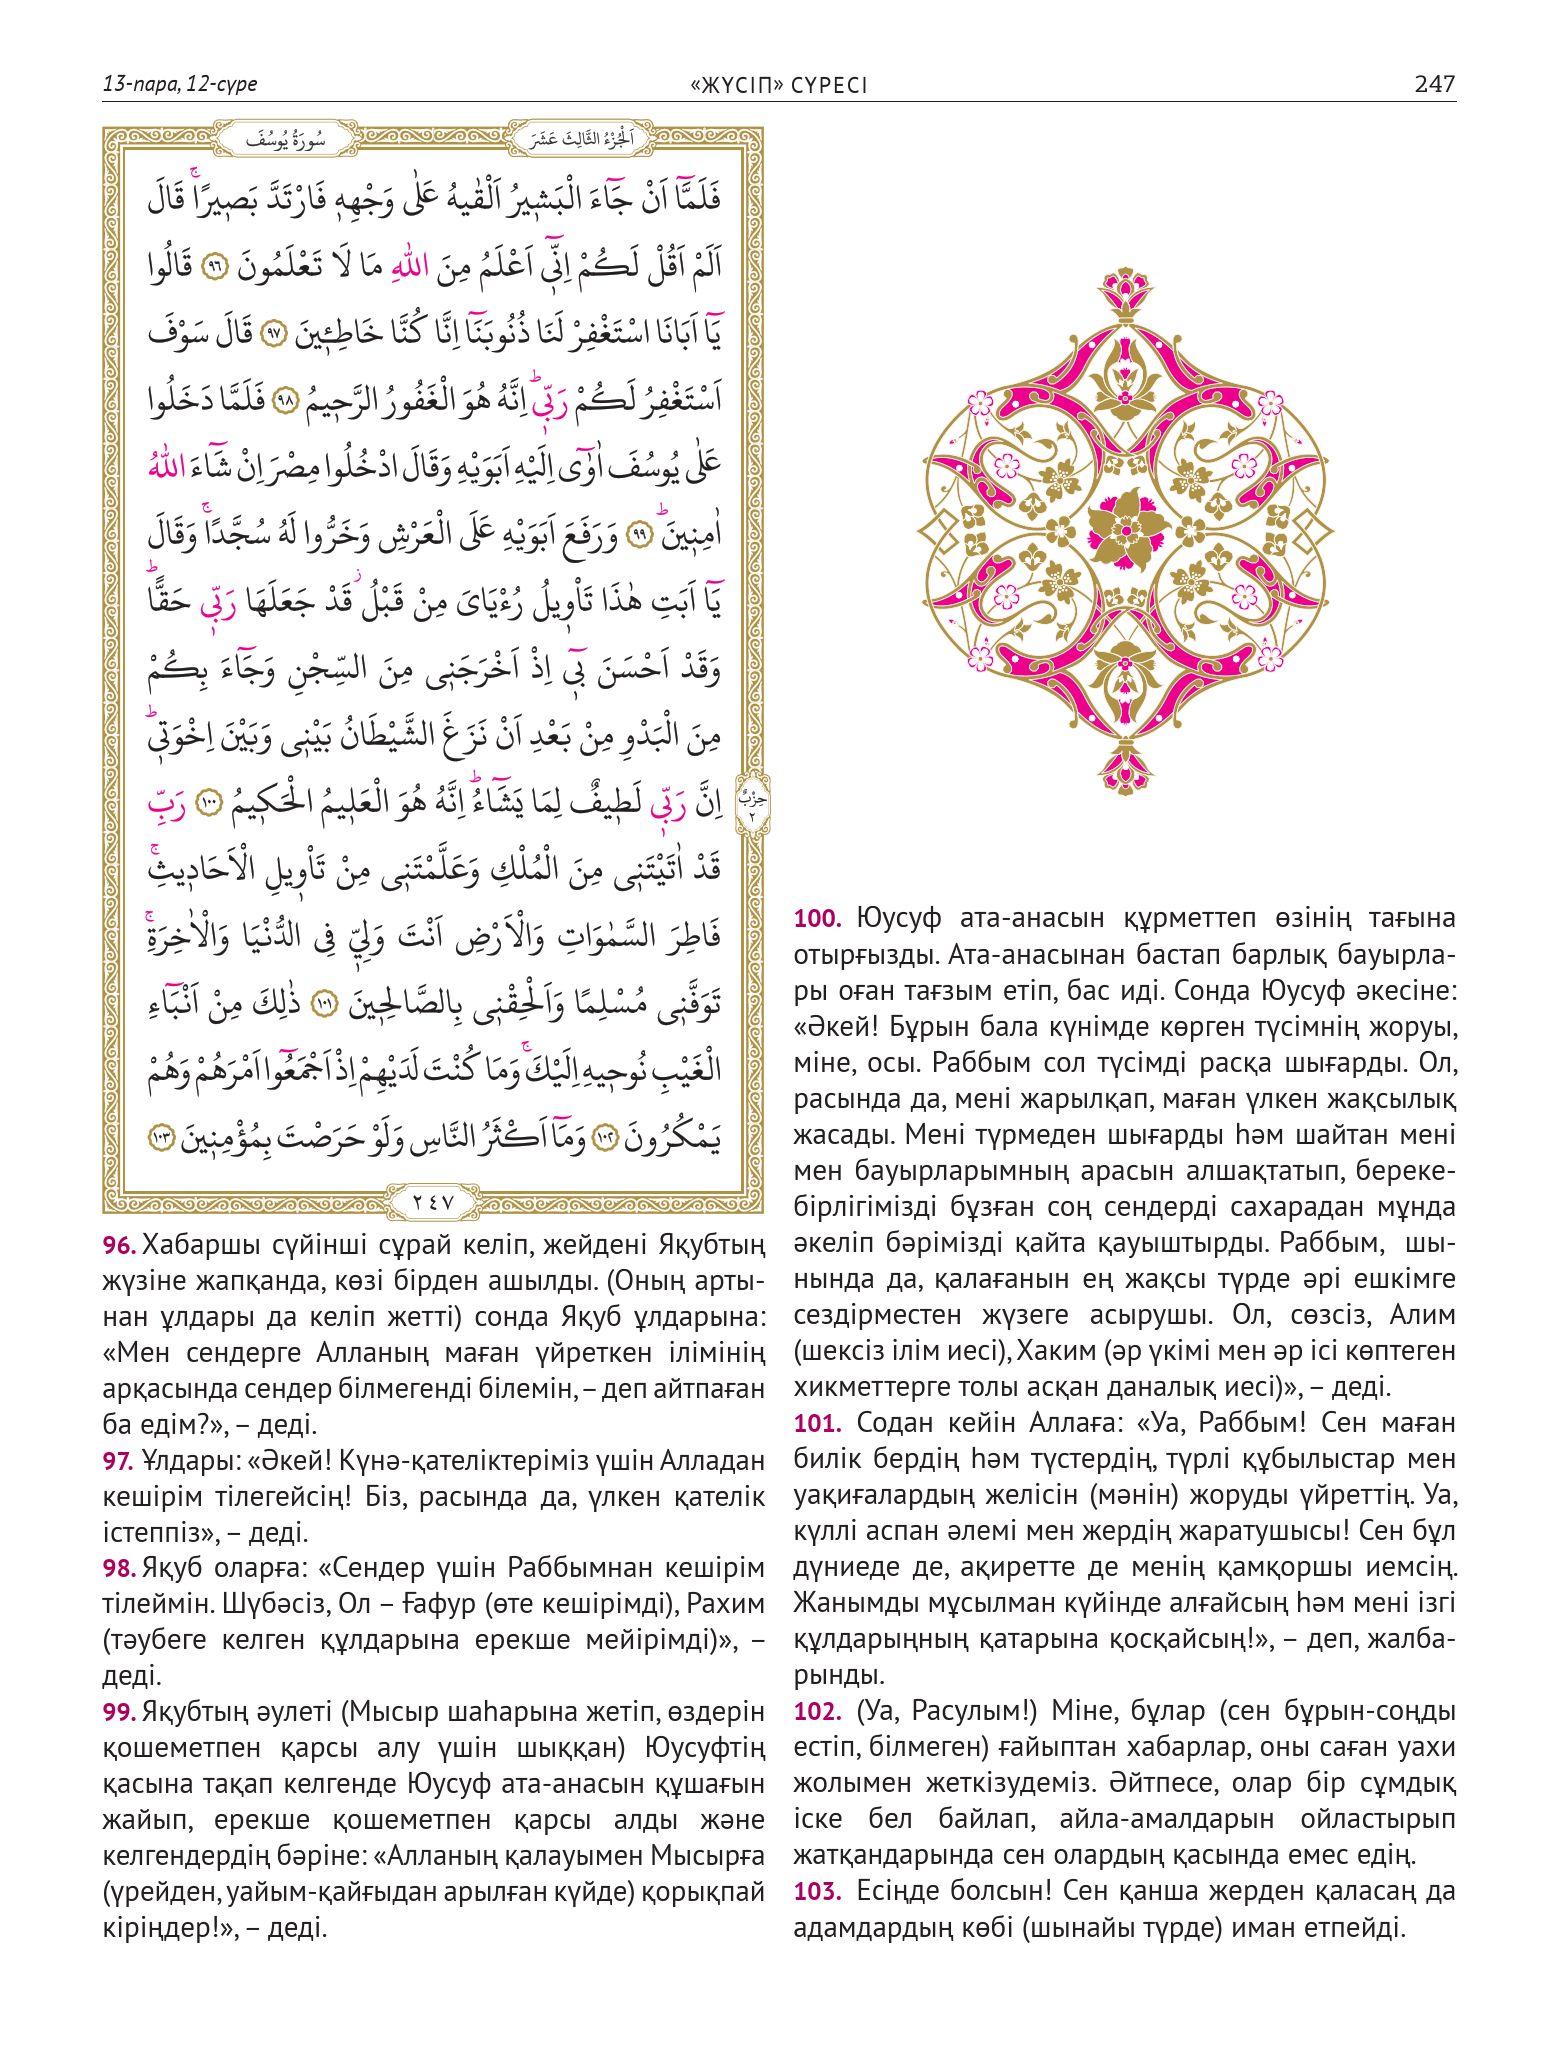 13-пара, 12-сүре
«ЖҮСІП» СҮРЕСІ
247
اَلْجُزْءُ الثَّالِثَ عَشَرَ
سُورَةُ يُوسُفَ
فَلَمَّٓا اَنْ جَٓاءَ الْبَشٖيرُ اَلْقٰيهُ عَلٰى وَجْهِهٖ فَارْتَدَّ بَصٖيرًاۚ قَالَ
اَلَمْ اَقُلْ لَكُمْ اِنّٖٓى اَعْلَمُ مِنَ اللّٰهِ مَا لَا تَعْلَمُونَ ﴿٩٦﴾ قَالُوا
يَٓا اَبَانَا اسْتَغْفِرْ لَنَا ذُنُوبَنَٓا اِنَّا كُنَّا خَاطِـٖٔينَ ﴿٩٧﴾ قَالَ سَوْفَ
اَسْتَغْفِرُ لَكُمْ رَبّٖىؕ اِنَّهُ هُوَ الْغَفُورُ الرَّحٖيمُ ﴿٩٨﴾ فَلَمَّا دَخَلُوا
عَلٰى يُوسُفَ اٰوٰٓى اِلَيْهِ اَبَوَيْهِ وَقَالَ ادْخُلُوا مِصْرَ اِنْ شَٓاءَ اللّٰهُ
اٰمِنٖينَؕ ﴿٩٩﴾ وَرَفَعَ اَبَوَيْهِ عَلَى الْعَرْشِ وَخَرُّوا لَهُ سُجَّدًاۚ وَقَالَ
يَٓا اَبَتِ هٰذَا تَاْوٖيلُ رُءْيَاىَ مِنْ قَبْلُؗ قَدْ جَعَلَهَا رَبّٖى حَقًّاؕ
وَقَدْ اَحْسَنَ بٖٓى اِذْ اَخْرَجَنٖى مِنَ السِّجْنِ وَجَٓاءَ بِكُمْ
مِنَ الْبَدْوِ مِنْ بَعْدِ اَنْ نَزَغَ الشَّيْطَانُ بَيْنٖى وَبَيْنَ اِخْوَتٖىؕ
اِنَّ رَبّٖى لَطٖيفٌ لِمَا يَشَٓاءُؕ اِنَّهُ هُوَ الْعَلٖيمُ الْحَكٖيمُ ﴿١٠٠﴾ رَبِّ
حِزْبٌ
٢
قَدْ اٰتَيْتَنٖى مِنَ الْمُلْكِ وَعَلَّمْتَنٖى مِنْ تَاْوٖيلِ الْاَحَادٖيثِۚ
فَاطِرَ السَّمٰوَاتِ وَالْاَرْضِ اَنْتَ وَلِيّٖ فِى الدُّنْيَا وَالْاٰخِرَةِۚ
تَوَفَّنٖى مُسْلِمًا وَاَلْحِقْنٖى بِالصَّالِحٖينَ ﴿١٠١﴾ ذٰلِكَ مِنْ اَنْبَٓاءِ
الْغَيْبِ نُوحٖيهِ اِلَيْكَۚ وَمَا كُنْتَ لَدَيْهِمْ اِذْ اَجْمَعُٓوا اَمْرَهُمْ وَهُمْ
يَمْكُرُونَ ﴿١٠٢﴾ وَمَٓا اَكْثَرُ النَّاسِ وَلَوْ حَرَصْتَ بِمُؤْمِنٖينَ ﴿١٠٣﴾
٢٤٧
96. Хабаршы сүйінші сұрай келіп, жейдені Яқубтың
жүзіне жапқанда, көзі бірден ашылды. (Оның арты-
нан ұлдары да келіп жетті) сонда Яқуб ұлдарына:
«Мен сендерге Алланың маған үйреткен ілімінің
арқасында сендер білмегенді білемін, – деп айтпаған
ба едім?», – деді.
97. Ұлдары: «Әкей! Күнә-қателіктеріміз үшін Алладан
кешірім тілегейсің! Біз, расында да, үлкен қателік
істеппіз», – деді.
98. Яқуб оларға: «Сендер үшін Раббымнан кешірім
тілеймін. Шүбәсіз, Ол – Ғафур (өте кешірімді), Рахим
(тәубеге келген құлдарына ерекше мейірімді)», –
деді.
99. Яқубтың әулеті (Мысыр шаһарына жетіп, өздерін
қошеметпен қарсы алу үшін шыққан) Юусуфтің
қасына тақап келгенде Юусуф ата-анасын құшағын
жайып, ерекше қошеметпен қарсы алды және
келгендердің бәріне: «Алланың қалауымен Мысырға
(үрейден, уайым-қайғыдан арылған күйде) қорықпай
кіріңдер!», – деді.
100. Юусуф ата-анасын құрметтеп өзінің тағына
отырғызды. Ата-анасынан бастап барлық бауырла-
ры оған тағзым етіп, бас иді. Сонда Юусуф әкесіне:
«Әкей! Бұрын бала күнімде көрген түсімнің жоруы,
міне, осы. Раббым сол түсімді расқа шығарды. Ол,
расында да, мені жарылқап, маған үлкен жақсылық
жасады. Мені түрмеден шығарды һәм шайтан мені
мен бауырларымның арасын алшақтатып, береке-
бірлігімізді бұзған соң сендерді сахарадан мұнда
әкеліп бәрімізді қайта қауыштырды. Раббым, шы-
нында да, қалағанын ең жақсы түрде әрі ешкімге
сездірместен жүзеге асырушы. Ол, сөзсіз, Алим
(шексіз ілім иесі), Хаким (әр үкімі мен әр ісі көптеген
хикметтерге толы асқан даналық иесі)», – деді.
101. Содан кейін Аллаға: «Уа, Раббым! Сен маған
билік бердің һәм түстердің, түрлі құбылыстар мен
уақиғалардың желісін (мәнін) жоруды үйреттің. Уа,
күллі аспан әлемі мен жердің жаратушысы! Сен бұл
дүниеде де, ақиретте де менің қамқоршы иемсің.
Жанымды мұсылман күйінде алғайсың һәм мені ізгі
құлдарыңның қатарына қосқайсың!», – деп, жалба-
рынды.
102. (Уа, Расулым!) Міне, бұлар (сен бұрын-соңды
естіп, білмеген) ғайыптан хабарлар, оны саған уахи
жолымен жеткізудеміз. Әйтпесе, олар бір сұмдық
іске бел байлап, айла-амалдарын ойластырып
жатқандарында сен олардың қасында емес едің.
103. Есіңде болсын! Сен қанша жерден қаласаң да
адамдардың көбі (шынайы түрде) иман етпейді.